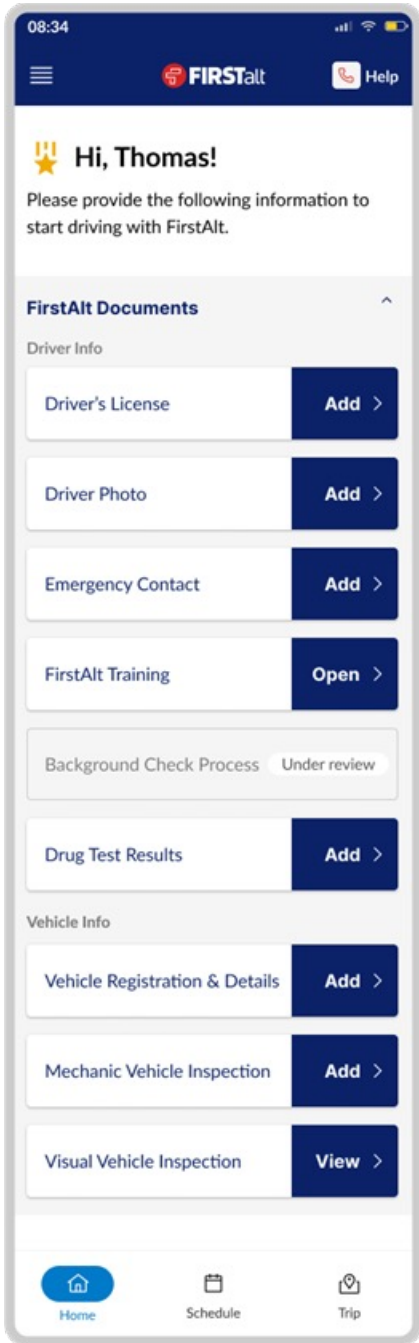 08:34
FIRSTalt
Help
Hi, Thomas!
Please provide the following information to
start driving with FirstAlt.
FirstAlt Documents
Driver Info
Driver's License Add
Driver Photo Add
Emergency Contact Add
FirstAlt Training Open
Background Check Process Under review
Drug Test Results Add
Vehicle Info
Vehicle Registration & Details Add
Mechanic Vehicle Inspection Add
Visual Vehicle Inspection View
Home Schedule Trip